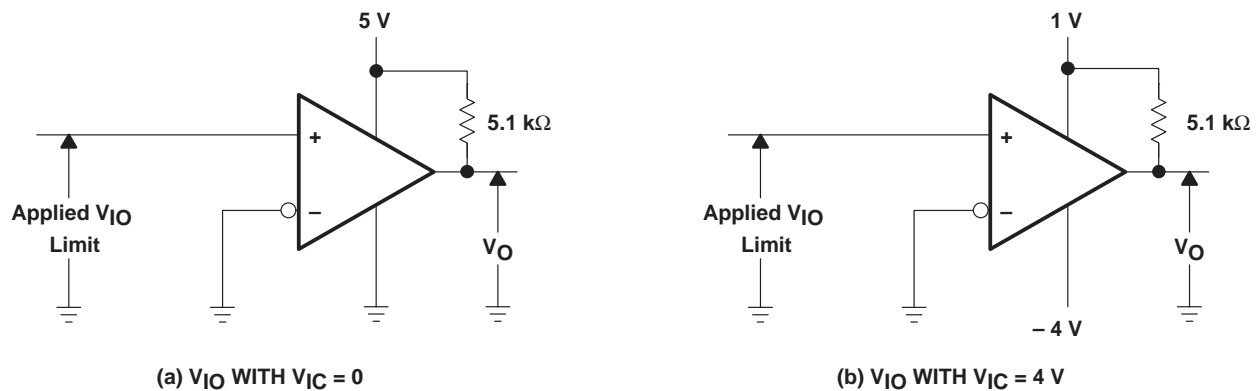 5 V
5.1 kΩ
+
−
Applied VIO
Limit
VO
(a) VIO WITH VIC = 0
1 V
5.1 kΩ
+
−
Applied VIO
Limit
VO
– 4 V
(b) VIO WITH VIC = 4 V